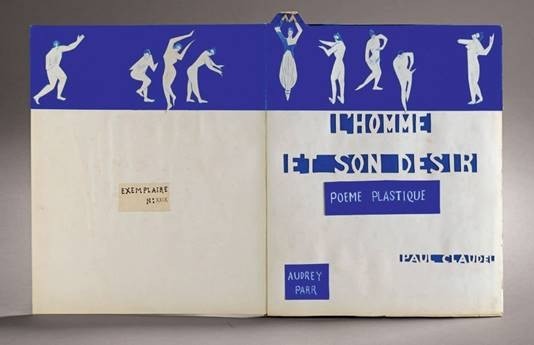 EXEMPLAIRE
N: XXIX
L'HOMME
ET SON DESIR
POEME PLASTIQUE
PAUL CLAUDEL
AUDREY
PARR